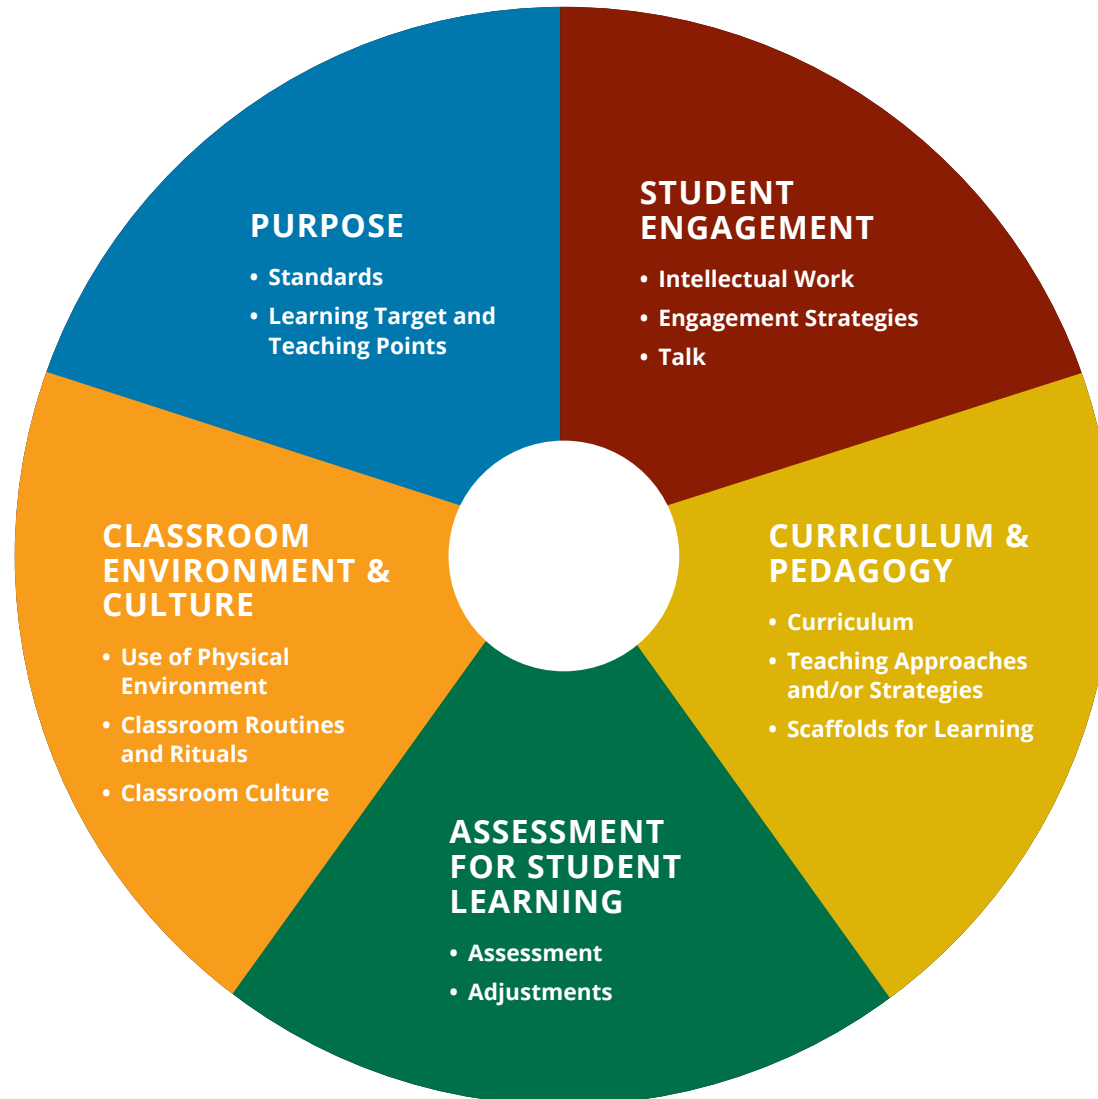 PURPOSE
• Standards
• Learning Target and
Teaching Points
STUDENT
ENGAGEMENT
• Intellectual Work
• Engagement Strategies
• Talk
CURRICULUM &
PEDAGOGY
• Curriculum
• Teaching Approaches
and/or Strategies
• Scaffolds for Learning
ASSESSMENT
FOR STUDENT
LEARNING
• Assessment
• Adjustments
CLASSROOM
ENVIRONMENT &
CULTURE
• Use of Physical
Environment
• Classroom Routines
and Rituals
• Classroom Culture